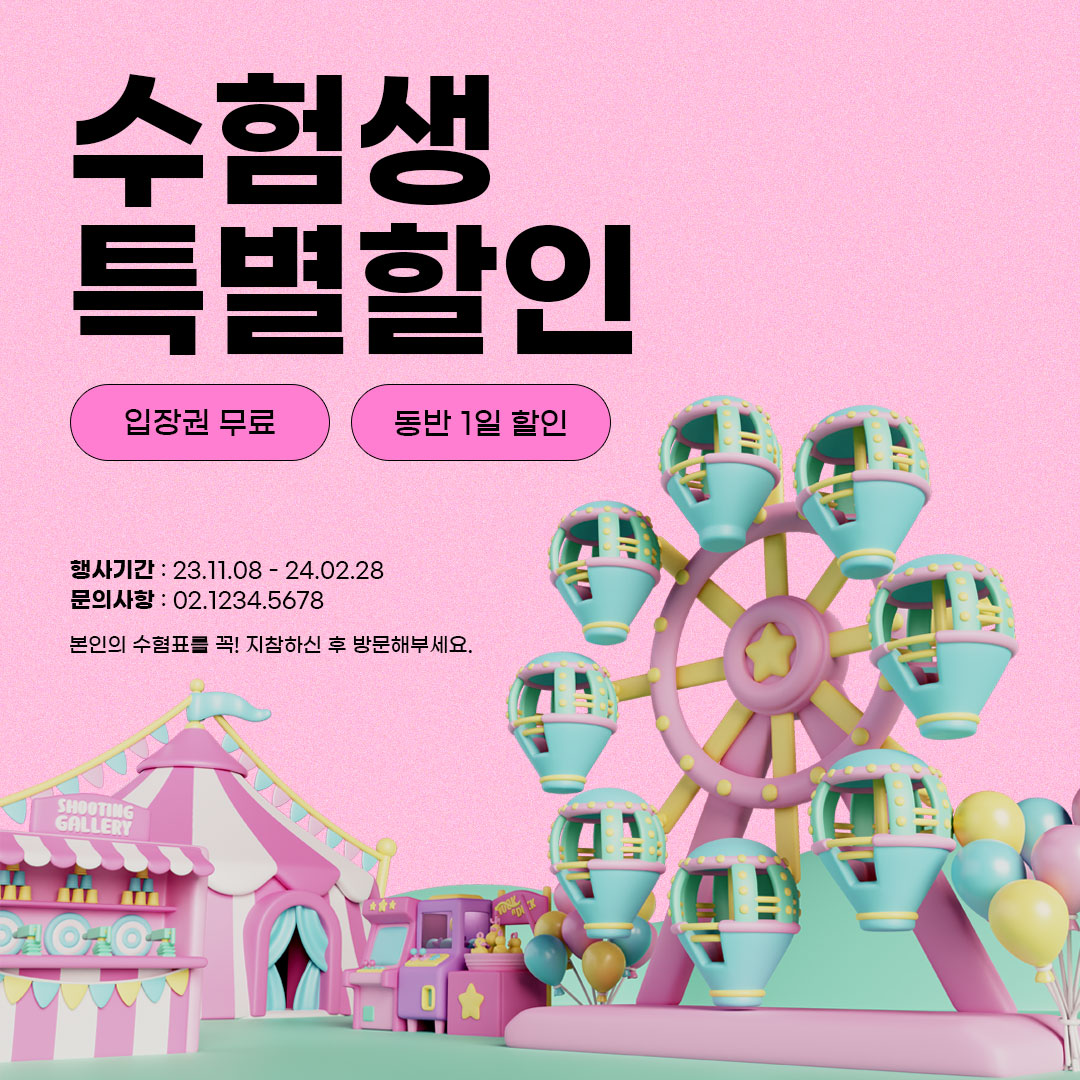 수험생
특별할인
입장권 무료
동반 1일 할인
행사기간 : 23.11.08 - 24.02.28
문의사항 : 02.1234.5678
본인의 수혐표를 꼭! 지참하신 후 방문해부세요.
SHOOTING
GALLERY